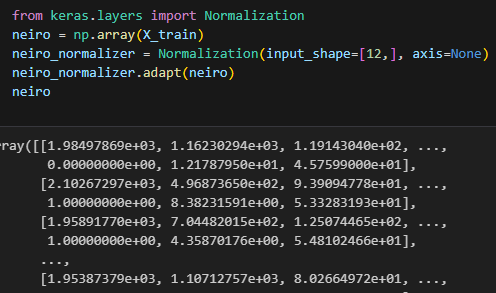 from keras.layers import Normalization
neiro = np.array(X_train)
neiro_normalizer = Normalization(input_shape=[12,], axis=None)
neiro_normalizer.adapt(neiro)
neiro
rray([[1.98497869e+03, 1.16230294e+03, 1.19143040e+02, ...,
0.00000000e+00, 1.21787950e+01, 4.57599000e+01],
[2.10267297e+03, 4.96873650e+02, 9.39094778e+01, ...,
1.00000000e+00, 8.38231591e+00, 5.33283193e+01],
[1.95891770e+03, 7.04482015e+02, 1.25074465e+02, ...,
1.00000000e+00, 4.35870176e+00, 5.48102466e+01],
...,
[1.95387379e+03, 1.10712757e+03, 8.02664972e+01, ...,